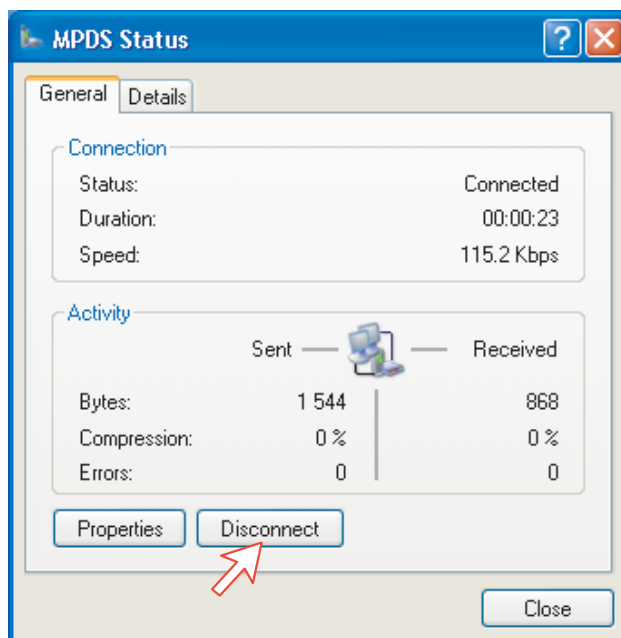 MPDS Status
General Details
Connection
Status: Connected
Duration: 00:00:23
Speed: 115.2 Kbps
Activity
Sent Received
Bytes: 1 544 868
Compression: 0 % 0 %
Errors: 0 0
Properties Disconnect
Close